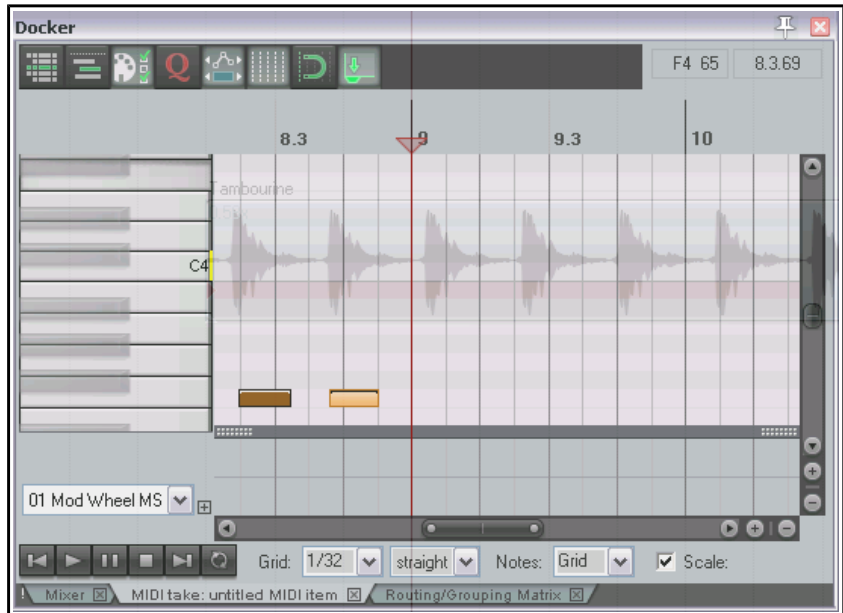 Docker
Q
F4 65
8.3.69
8.3
9
9.3
10
Tambourine
C4
01 Mod Wheel MS
Grid: 1/32 straight Notes: Grid Scale:
! Mixer MIDI take: untitled MIDI item Routing/Grouping Matrix